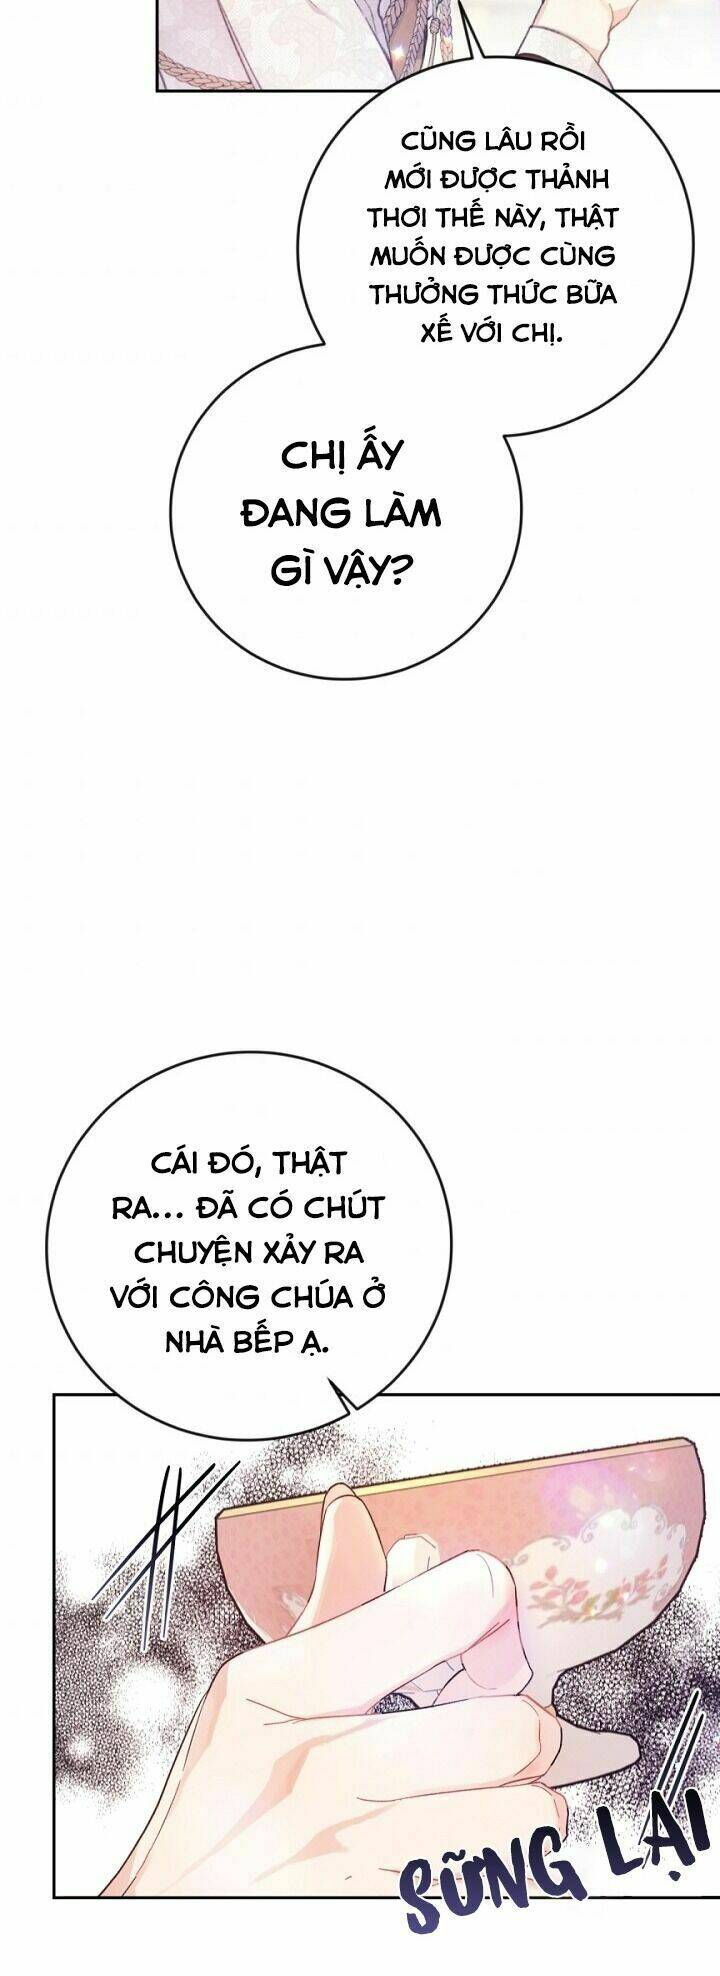 CŨNG LÂU RỒI
MỚI ĐƯỢC THẢNH
THƠI THẾ NÀY, THẬT
MUỐN ĐƯỢC CÙNG
THƯỞNG THỨC BỮA
XẾ VỚI CHỊ.
CHỊ ẤY
ĐANG LÀM
GÌ VẬY?
CÁI ĐÓ, THẬT
RA... ĐÃ CÓ CHÚT
CHUYỆN XẢY RA
VỚI CÔNG CHÚA Ở
NHÀ BẾP Ạ.
SỮNG LẠI